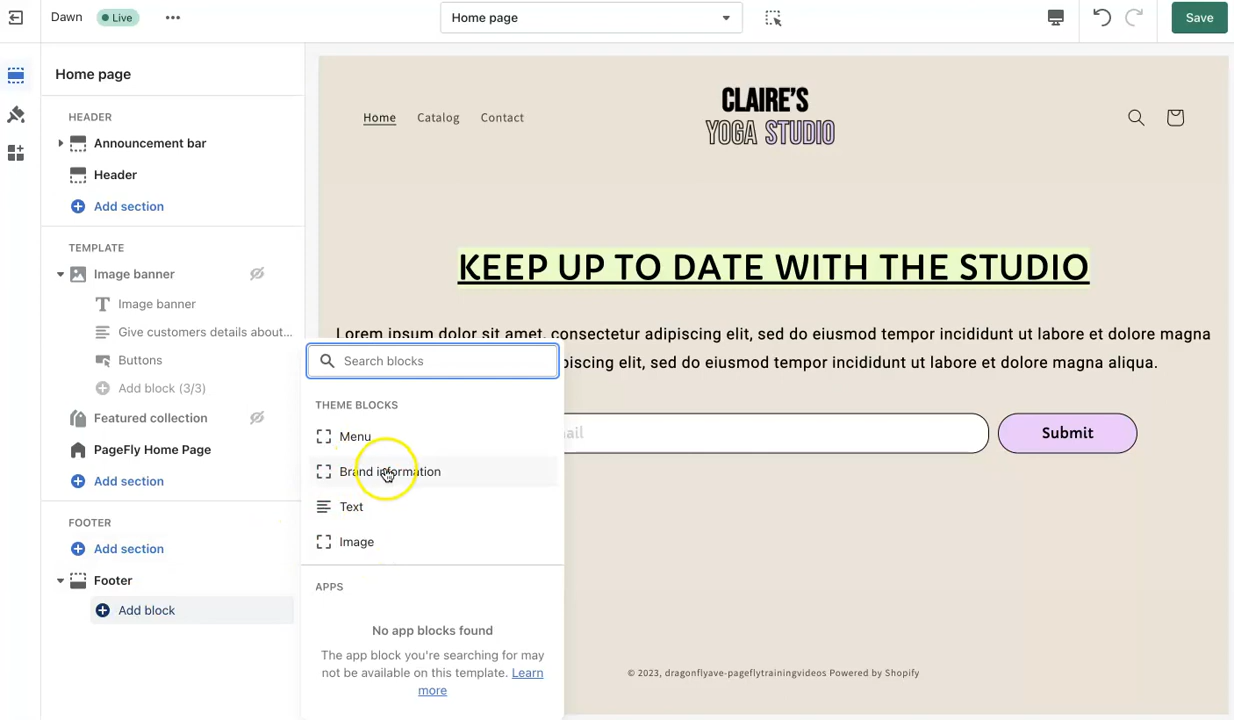 Dawn
Live
Home page
Save
Home page
HEADER
Announcement bar
Header
Add section
TEMPLATE
Image banner
Image banner
Give customers details about...
Buttons
Add block (3/3)
Featured collection
PageFly Home Page
Add section
FOOTER
Add section
Footer
Add block
Search blocks
THEME BLOCKS
Menu
Brand information
Text
Image
APPS
No app blocks found
The app block you're searching for may
not be available on this template. Learn
more
Home
Catalog
Contact
CLAIRE'S
YOGA STUDIO
KEEP UP TO DATE WITH THE STUDIO
Lorem ipsum dolor sit amet, consectetur adipiscing elit, sed do eiusmod tempor incididunt ut labore et dolore magna
elit, sed do eiusmod tempor incididunt ut labore et dolore magna aliqua.
Submit
© 2023, dragonflyave-pageflytrainingvideos Powered by Shopify